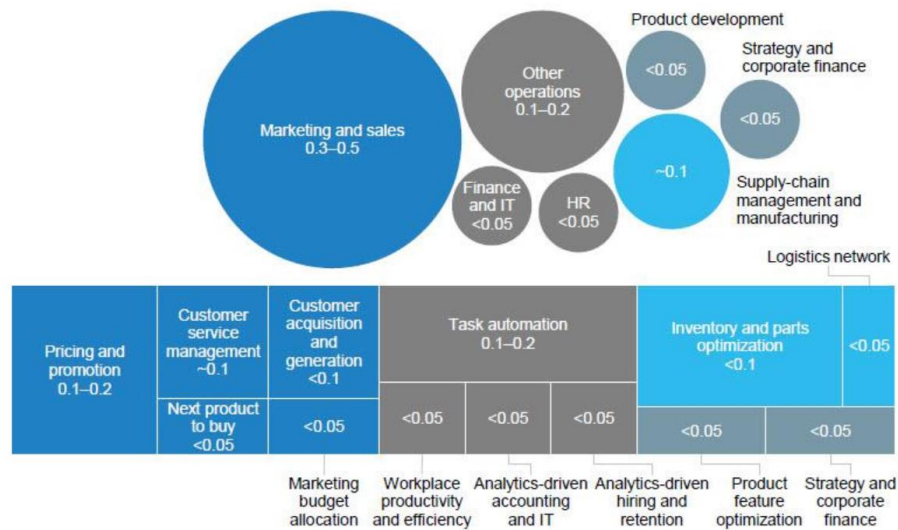 Product development
<0.05
Strategy and
corporate finance
<0.05
Other
operations
0.1–0.2
Marketing and sales
0.3–0.5
~0.1
Supply-chain
management and
manufacturing
Finance
and IT
<0.05
HR
<0.05
Logistics network
Pricing and
promotion
0.1–0.2
Customer
service
management
~0.1
Customer
acquisition
and
generation
<0.1
Task automation
0.1–0.2
Inventory and parts
optimization
<0.1
<0.05
Next product
to buy
<0.05
<0.05
<0.05
<0.05
<0.05
<0.05
<0.05
Marketing
budget
allocation
Workplace
productivity
and efficiency
Analytics-driven
accounting
and IT
Analytics-driven
hiring and
retention
Product
feature
optimization
Strategy and
corporate
finance